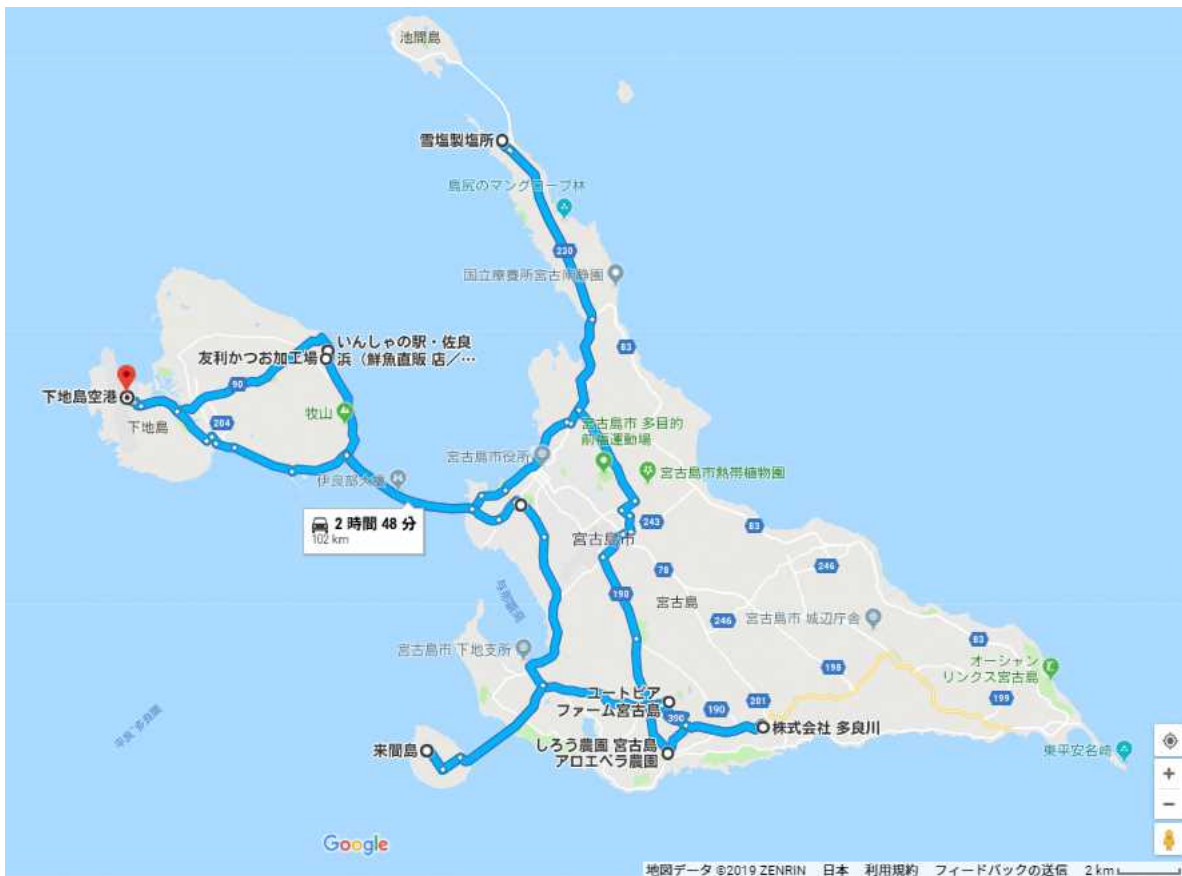 池間島
雪塩製塩所
島尻のマングローブ林
230
国立療養所宮古南静園
83
いんしゃの駅・佐良
浜（鮮魚直販 店／…
友利かつお加工場
90
下地島空港
204
下地島
牧山
宮古島市 多目的
前福運動場
宮古島市役所
宮古島市熱帯植物園
伊良部大橋
2 時間 48 分
102 km
243
83
宮古島市
246
78
190
宮古島
246
宮古島市 城辺庁舎
83
宮古島市 下地支所
198
オーシャン
リンクス宮古島
199
ユートピア
ファーム宮古島
190
201
390
株式会社 多良川
来間島
しろう農園 宮古島
アロエベラ農園
東平安名崎
Google
地図データ ©2019 ZENRIN 日本 利用規約 フィードバックの送信 2 km